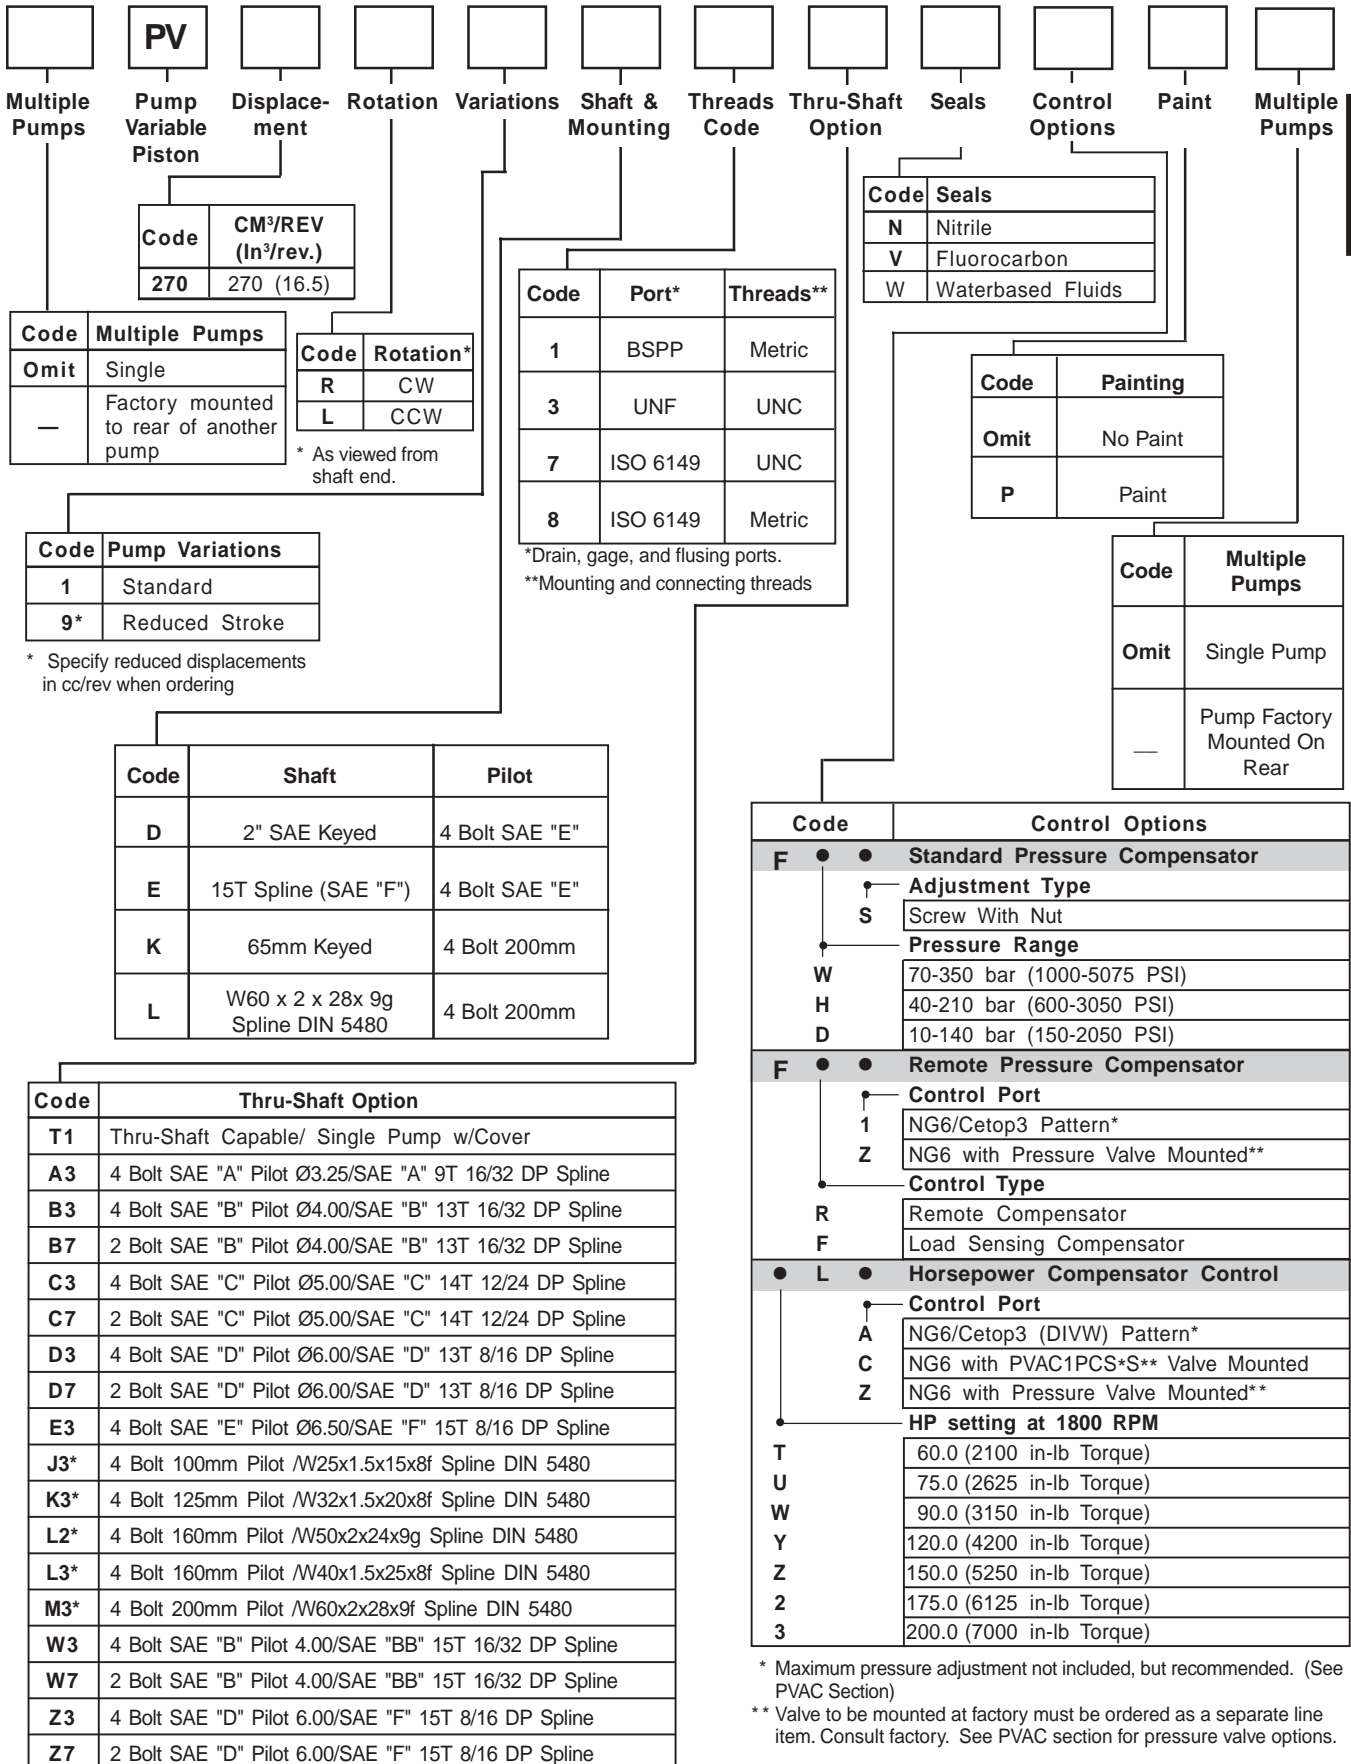 PV
Multiple Pumps
Pump Variable Piston
Displace-ment
Rotation
Variations
Shaft & Mounting
Threads Code
Thru-Shaft Option
Seals
Control Options
Paint
Multiple Pumps
Code CM³/REV (In³/rev.)
270 270 (16.5)
Code Multiple Pumps
Omit Single
— Factory mounted to rear of another pump
Code Rotation*
R CW
L CCW
* As viewed from
shaft end.
Code Pump Variations
1 Standard
9* Reduced Stroke
* Specify reduced displacements
in cc/rev when ordering
Code Port* Threads**
1 BSPP Metric
3 UNF UNC
7 ISO 6149 UNC
8 ISO 6149 Metric
*Drain, gage, and flusing ports.
**Mounting and connecting threads
Code Seals
N Nitrile
V Fluorocarbon
W Waterbased Fluids
Code Painting
Omit No Paint
P Paint
Code Multiple Pumps
Omit Single Pump
__ Pump Factory Mounted On Rear
Code Shaft Pilot
D 2" SAE Keyed 4 Bolt SAE "E"
E 15T Spline (SAE "F") 4 Bolt SAE "E"
K 65mm Keyed 4 Bolt 200mm
L W60 x 2 x 28x 9g Spline DIN 5480 4 Bolt 200mm
Code Thru-Shaft Option
T1 Thru-Shaft Capable/ Single Pump w/Cover
A3 4 Bolt SAE "A" Pilot Ø3.25/SAE "A" 9T 16/32 DP Spline
B3 4 Bolt SAE "B" Pilot Ø4.00/SAE "B" 13T 16/32 DP Spline
B7 2 Bolt SAE "B" Pilot Ø4.00/SAE "B" 13T 16/32 DP Spline
C3 4 Bolt SAE "C" Pilot Ø5.00/SAE "C" 14T 12/24 DP Spline
C7 2 Bolt SAE "C" Pilot Ø5.00/SAE "C" 14T 12/24 DP Spline
D3 4 Bolt SAE "D" Pilot Ø6.00/SAE "D" 13T 8/16 DP Spline
D7 2 Bolt SAE "D" Pilot Ø6.00/SAE "D" 13T 8/16 DP Spline
E3 4 Bolt SAE "E" Pilot Ø6.50/SAE "F" 15T 8/16 DP Spline
J3* 4 Bolt 100mm Pilot /W25x1.5x15x8f Spline DIN 5480
K3* 4 Bolt 125mm Pilot /W32x1.5x20x8f Spline DIN 5480
L2* 4 Bolt 160mm Pilot /W50x2x24x9g Spline DIN 5480
L3* 4 Bolt 160mm Pilot /W40x1.5x25x8f Spline DIN 5480
M3* 4 Bolt 200mm Pilot /W60x2x28x9f Spline DIN 5480
W3 4 Bolt SAE "B" Pilot 4.00/SAE "BB" 15T 16/32 DP Spline
W7 2 Bolt SAE "B" Pilot 4.00/SAE "BB" 15T 16/32 DP Spline
Z3 4 Bolt SAE "D" Pilot 6.00/SAE "F" 15T 8/16 DP Spline
Z7 2 Bolt SAE "D" Pilot 6.00/SAE "F" 15T 8/16 DP Spline
Code Control Options
F ● ● Standard Pressure Compensator
Adjustment Type
S Screw With Nut
Pressure Range
W 70-350 bar (1000-5075 PSI)
H 40-210 bar (600-3050 PSI)
D 10-140 bar (150-2050 PSI)
F ● ● Remote Pressure Compensator
Control Port
1 NG6/Cetop3 Pattern*
Z NG6 with Pressure Valve Mounted**
Control Type
R Remote Compensator
F Load Sensing Compensator
● L ● Horsepower Compensator Control
Control Port
A NG6/Cetop3 (DIVW) Pattern*
C NG6 with PVAC1PCS*S** Valve Mounted
Z NG6 with Pressure Valve Mounted**
HP setting at 1800 RPM
T 60.0 (2100 in-lb Torque)
U 75.0 (2625 in-lb Torque)
W 90.0 (3150 in-lb Torque)
Y 120.0 (4200 in-lb Torque)
Z 150.0 (5250 in-lb Torque)
2 175.0 (6125 in-lb Torque)
3 200.0 (7000 in-lb Torque)
* Maximum pressure adjustment not included, but recommended. (See
PVAC Section)
** Valve to be mounted at factory must be ordered as a separate line
item. Consult factory. See PVAC section for pressure valve options.